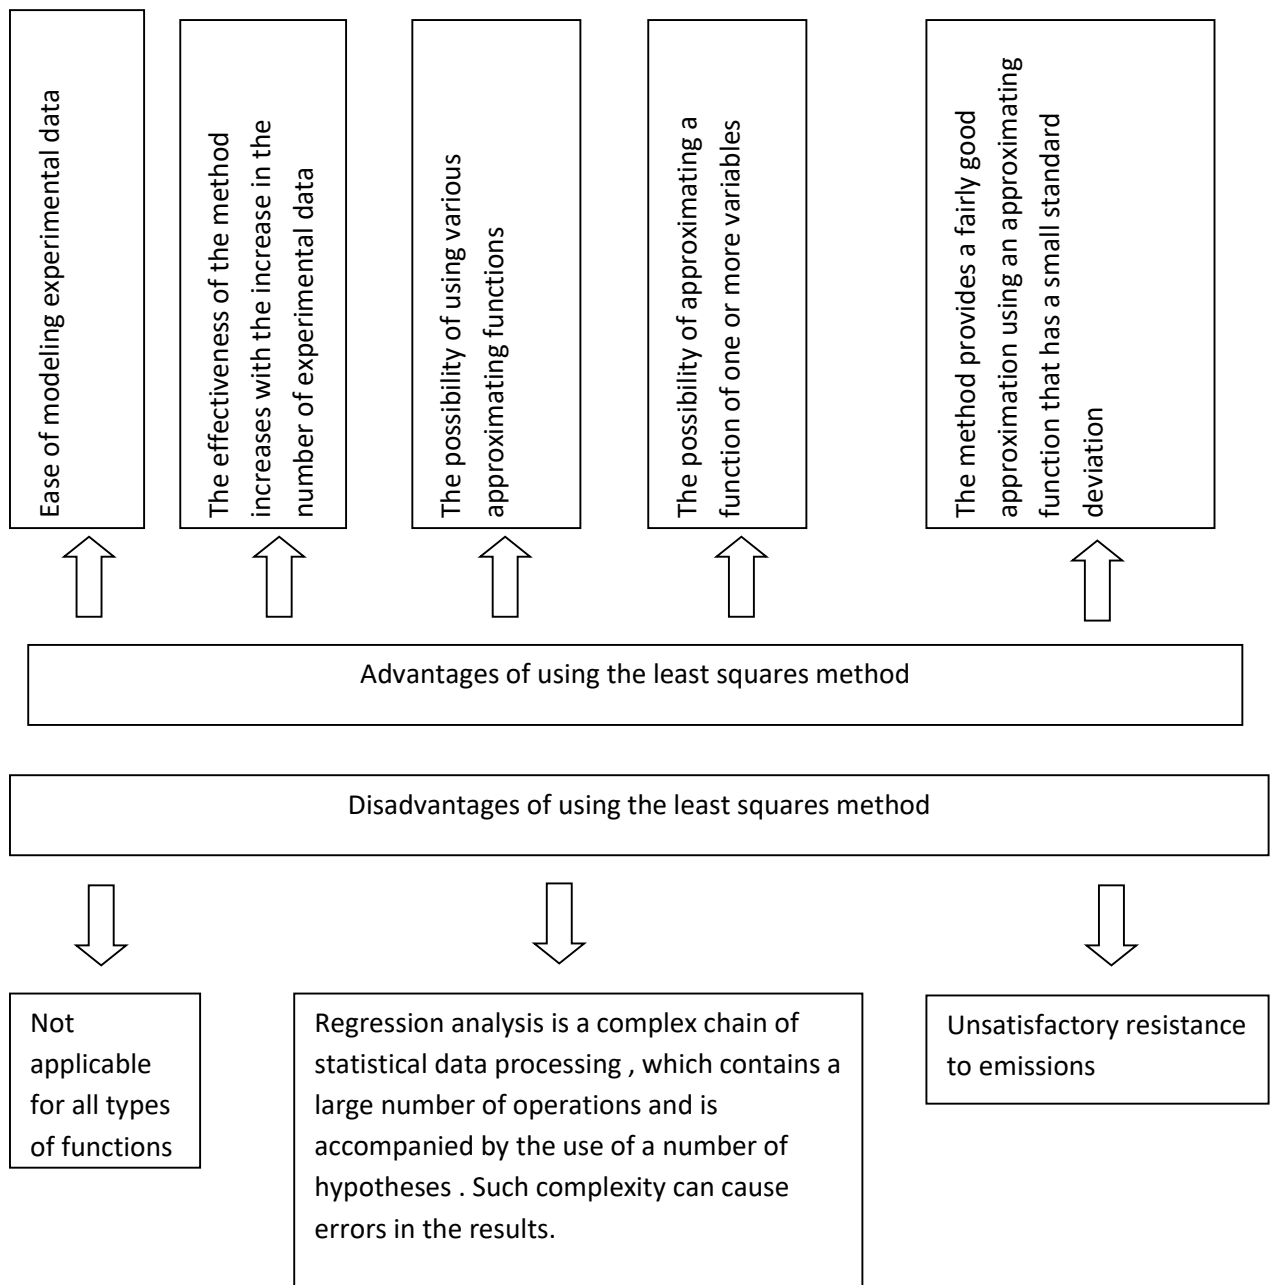 Ease of modeling experimental data
The effectiveness of the method
increases with the increase in the
number of experimental data
The possibility of using various
approximating functions
The possibility of approximating a
function of one or more variables
The method provides a fairly good
approximation using an approximating
function that has a small standard
deviation
Advantages of using the least squares method
Disadvantages of using the least squares method
Not
applicable
for all types
of functions
Regression analysis is a complex chain of
statistical data processing , which contains a
large number of operations and is
accompanied by the use of a number of
hypotheses . Such complexity can cause
errors in the results.
Unsatisfactory resistance
to emissions